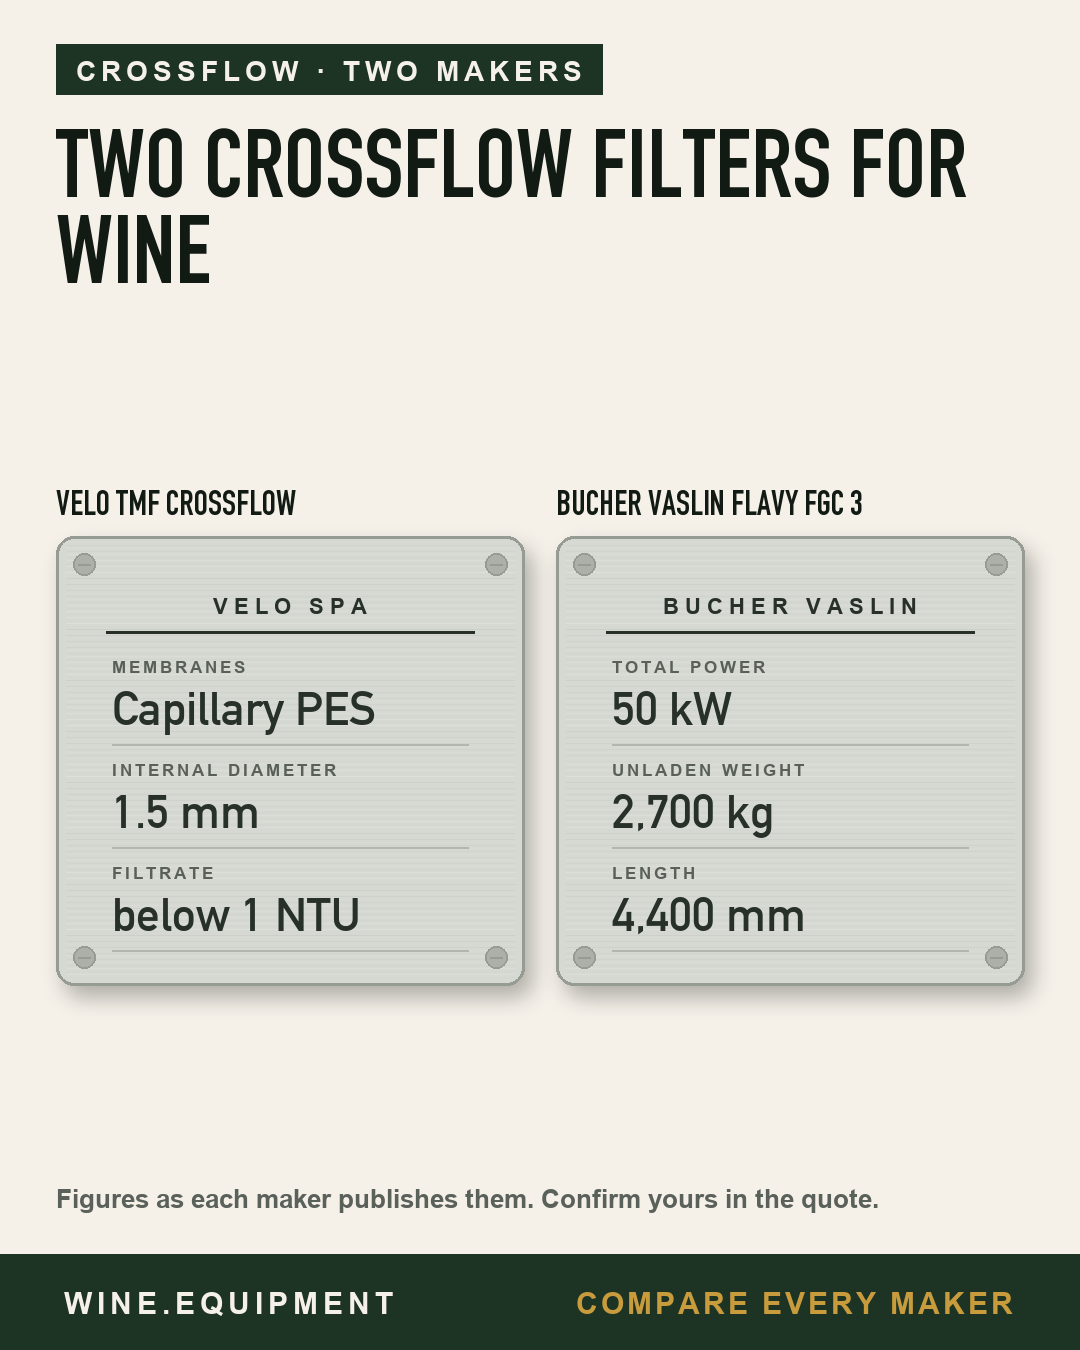 CROSSFLOW · TWO MAKERS
TWO CROSSFLOW FILTERS FOR
WINE
VELO TMF CROSSFLOW
VELO SPA
MEMBRANES
Capillary PES
INTERNAL DIAMETER
1.5 mm
FILTRATE
below 1 NTU
BUCHER VASLIN FLAVY FGC 3
BUCHER VASLIN
TOTAL POWER
50 kW
UNLADEN WEIGHT
2,700 kg
LENGTH
4,400 mm
Figures as each maker publishes them. Confirm yours in the quote.
WINE.EQUIPMENT
COMPARE EVERY MAKER